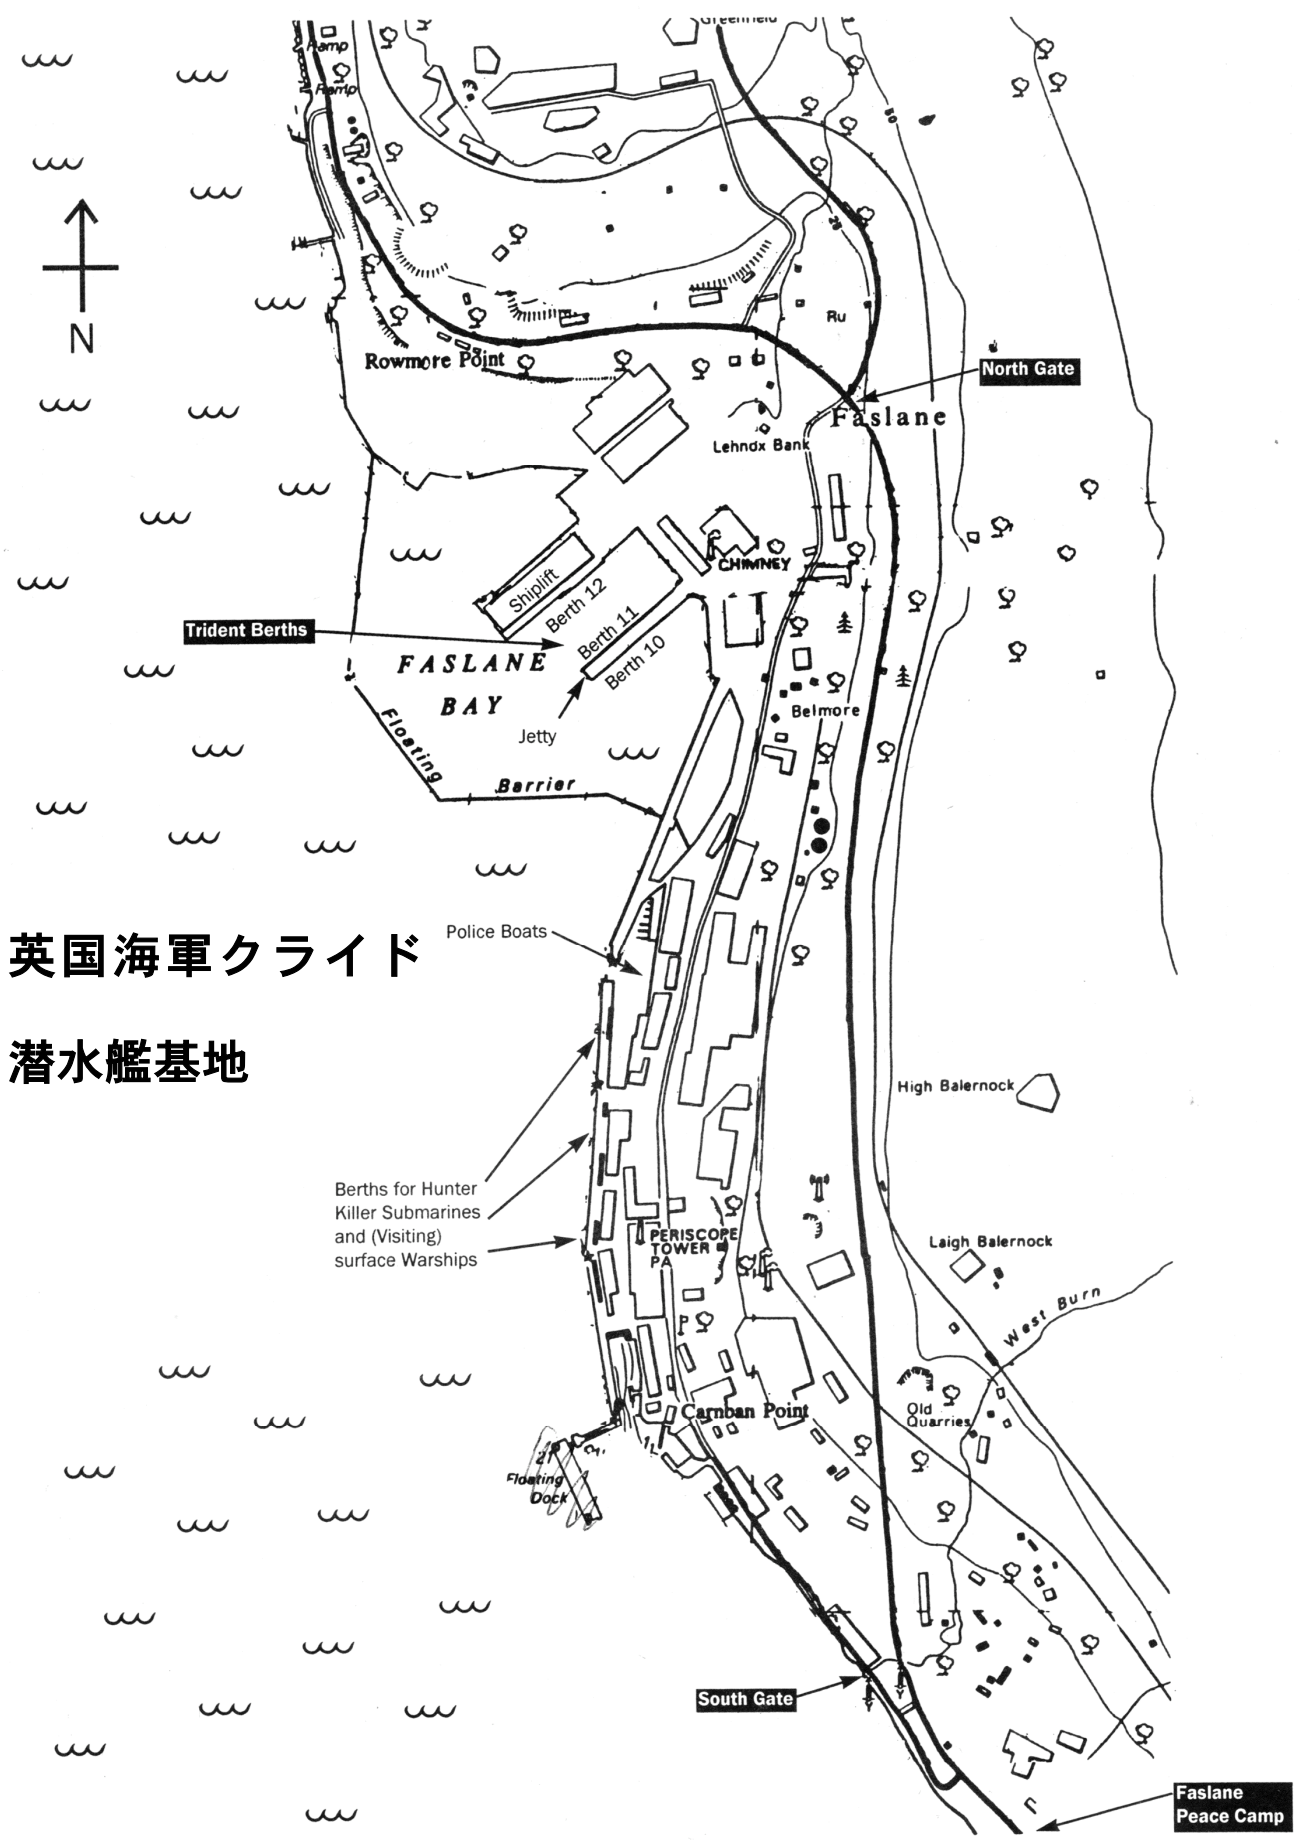 Greenfield
Ramp
Ramp
50
25
N
Ru
Rowmore Point
North Gate
Faslane
Lehnox Bank
CHIMNEY
Shiplift
Berth 12
Berth 11
Berth 10
Trident Berths
FASLANE
BAY
Jetty
Belmore
Floating
Barrier
Police Boats
英国海軍クライド
潜水艦基地
High Balernock
Berths for Hunter
Killer Submarines
and (Visiting)
surface Warships
PERISCOPE
TOWER
PA
Laigh Balernock
West Burn
Old
Quarries
Carnban Point
Floating
Dock
South Gate
Faslane
Peace Camp